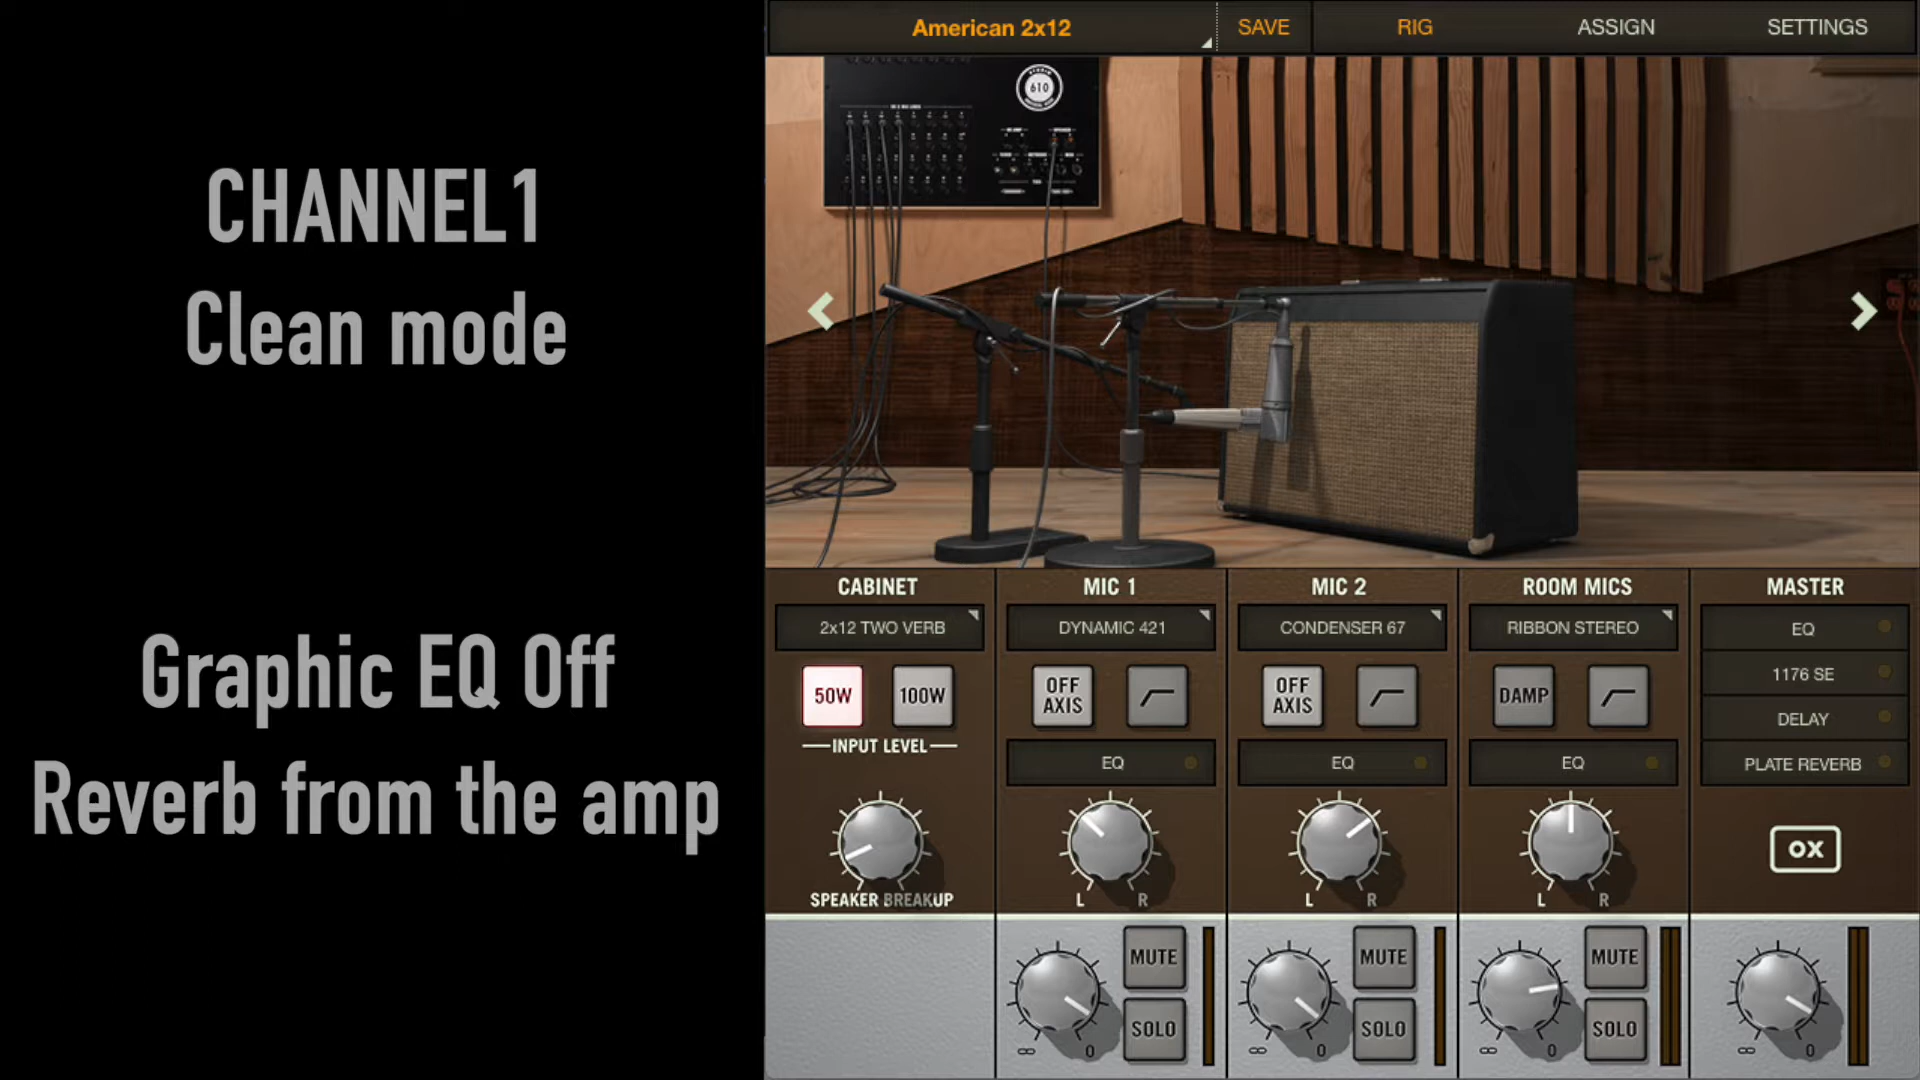 CHANNEL1
Clean mode
Graphic EQ Off
Reverb from the amp
American 2x12
SAVE
RIG
ASSIGN
SETTINGS
610
CABINET
2x12 TWO VERB
50W
100W
INPUT LEVEL
SPEAKER BREAKUP
MIC 1
DYNAMIC 421
OFF
AXIS
EQ
L R
MUTE
SOLO
∞ 0
MIC 2
CONDENSER 67
OFF
AXIS
EQ
L R
MUTE
SOLO
∞ 0
ROOM MICS
RIBBON STEREO
DAMP
EQ
L R
MUTE
SOLO
∞ 0
MASTER
EQ
1176 SE
DELAY
PLATE REVERB
OX
∞ 0